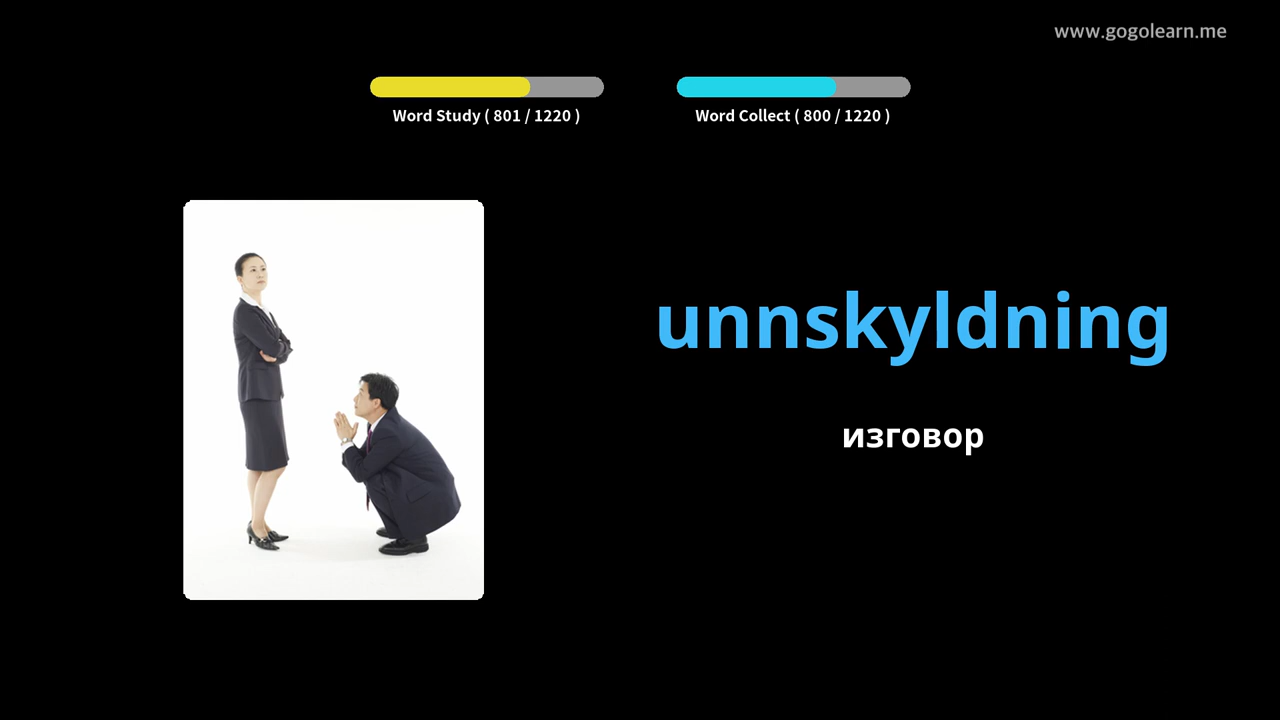 www.gogolearn.me
Word Study ( 801 / 1220 )
Word Collect ( 800 / 1220 )
unnskyldning
изговор